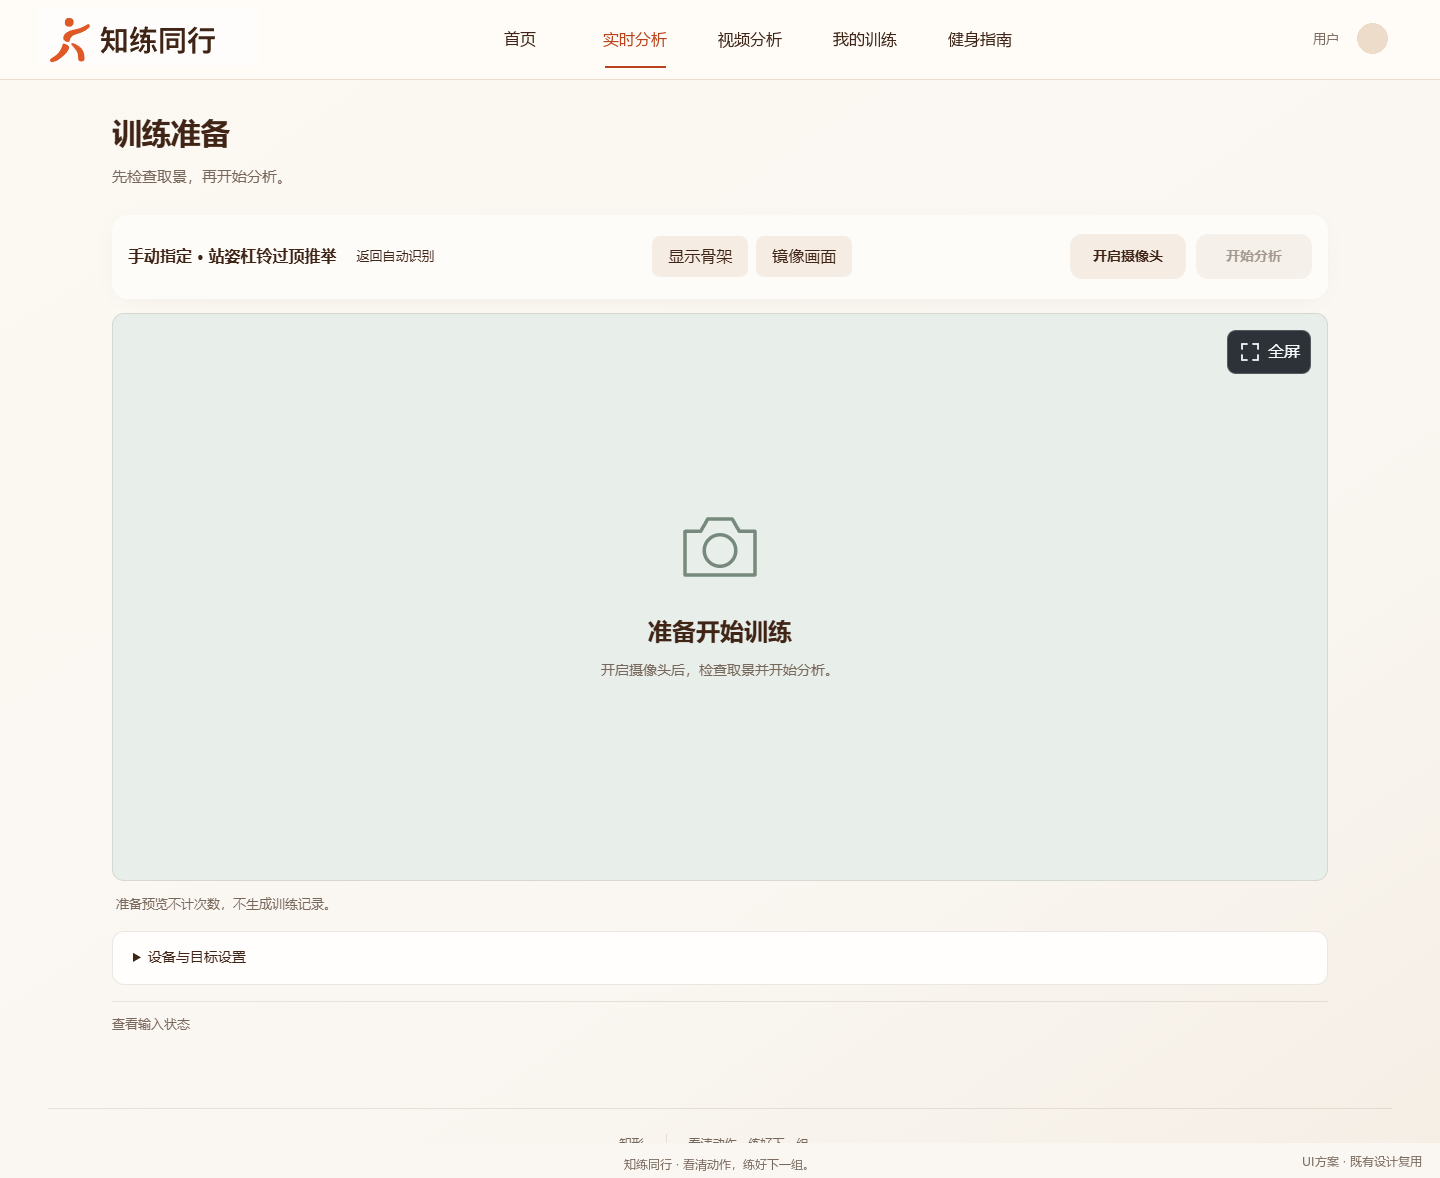 知练同行
首页 实时分析 视频分析 我的训练 健身指南 用户
训练准备
先检查取景，再开始分析。
手动指定 • 站姿杠铃过顶推举 返回自动识别 显示骨架 镜像画面 开启摄像头 开始分析
全屏
准备开始训练
开启摄像头后，检查取景并开始分析。
准备预览不计次数，不生成训练记录。
▶ 设备与目标设置
查看输入状态
知练同行 · 看清动作，练好下一组。
UI方案 · 既有设计复用